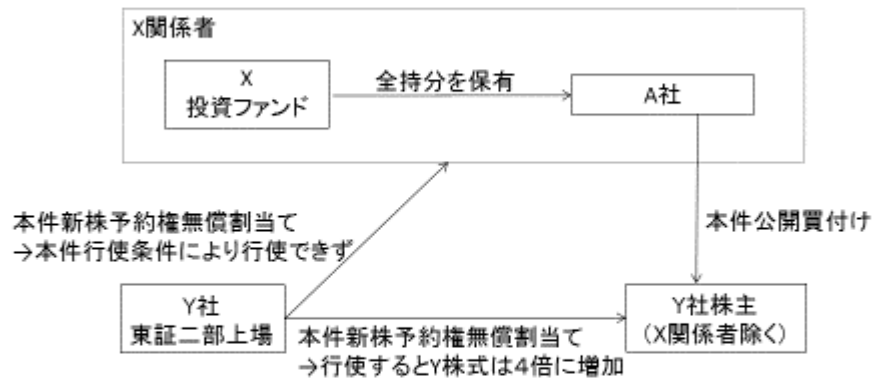 X関係者
X
投資ファンド
全持分を保有
A社
本件新株予約権無償割当て
→本件行使条件により行使できず
本件公開買付け
Y社
東証二部上場
本件新株予約権無償割当て
→行使するとY株式は4倍に増加
Y社株主
(X関係者除く)